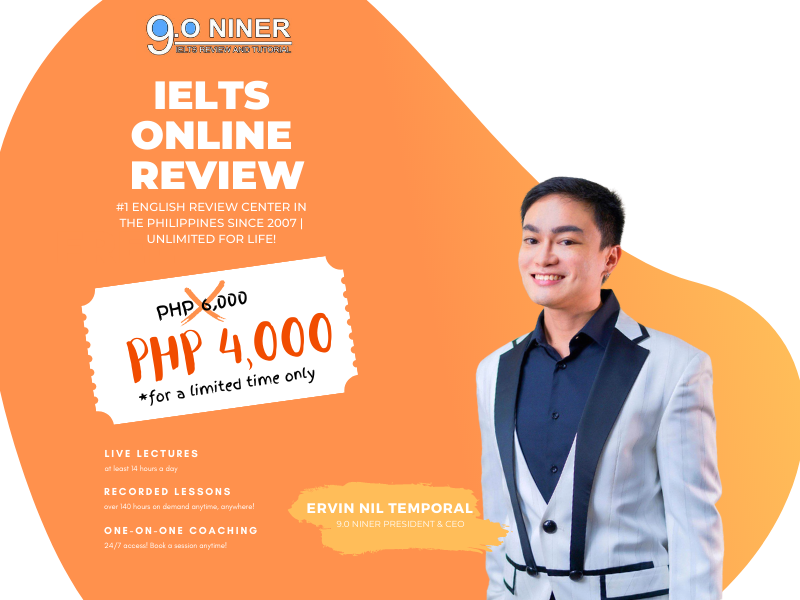 9.0 NINER
IELTS REVIEW AND TUTORIAL
IELTS
ONLINE
REVIEW
#1 ENGLISH REVIEW CENTER IN
THE PHILIPPINES SINCE 2007 |
UNLIMITED FOR LIFE!
PHP 6,000
PHP 4,000
*for a limited time only
LIVE LECTURES
at least 14 hours a day
RECORDED LESSONS
over 140 hours on demand anytime, anywhere!
ONE-ON-ONE COACHING
24/7 access! Book a session anytime!
ERVIN NIL TEMPORAL
9.0 NINER PRESIDENT & CEO